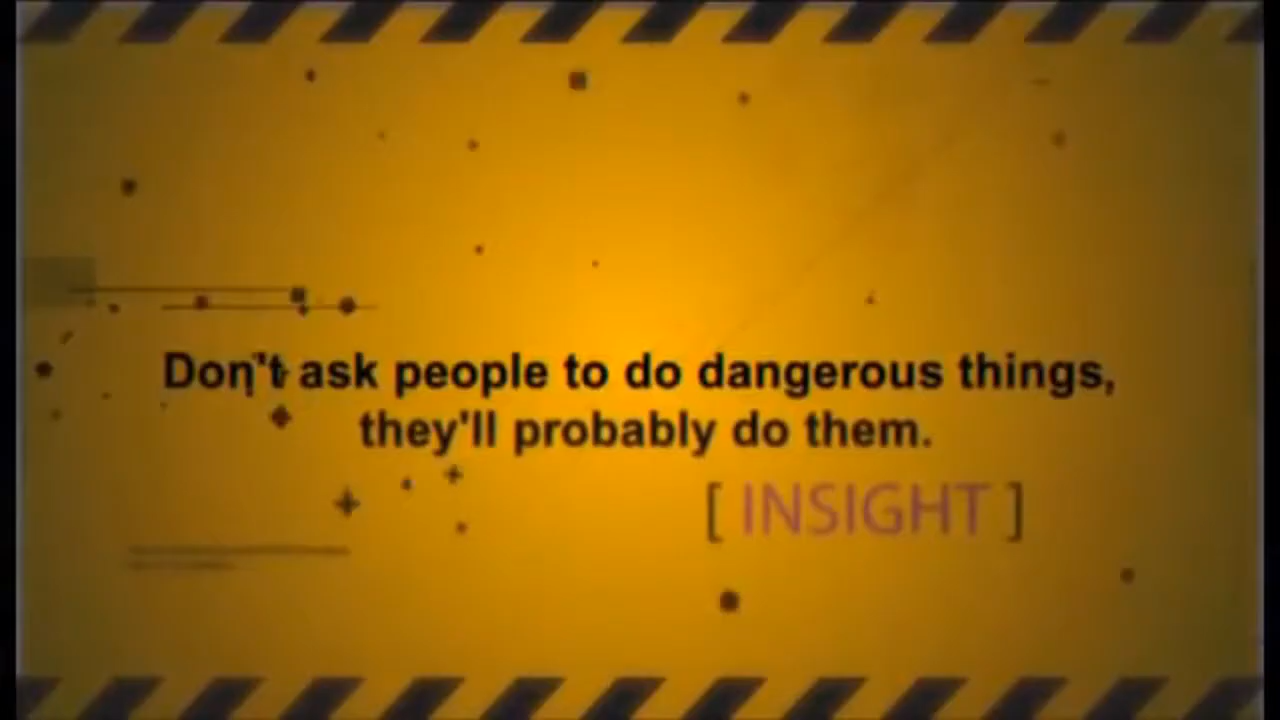 Don't ask people to do dangerous things,
they'll probably do them.
[ INSIGHT ]